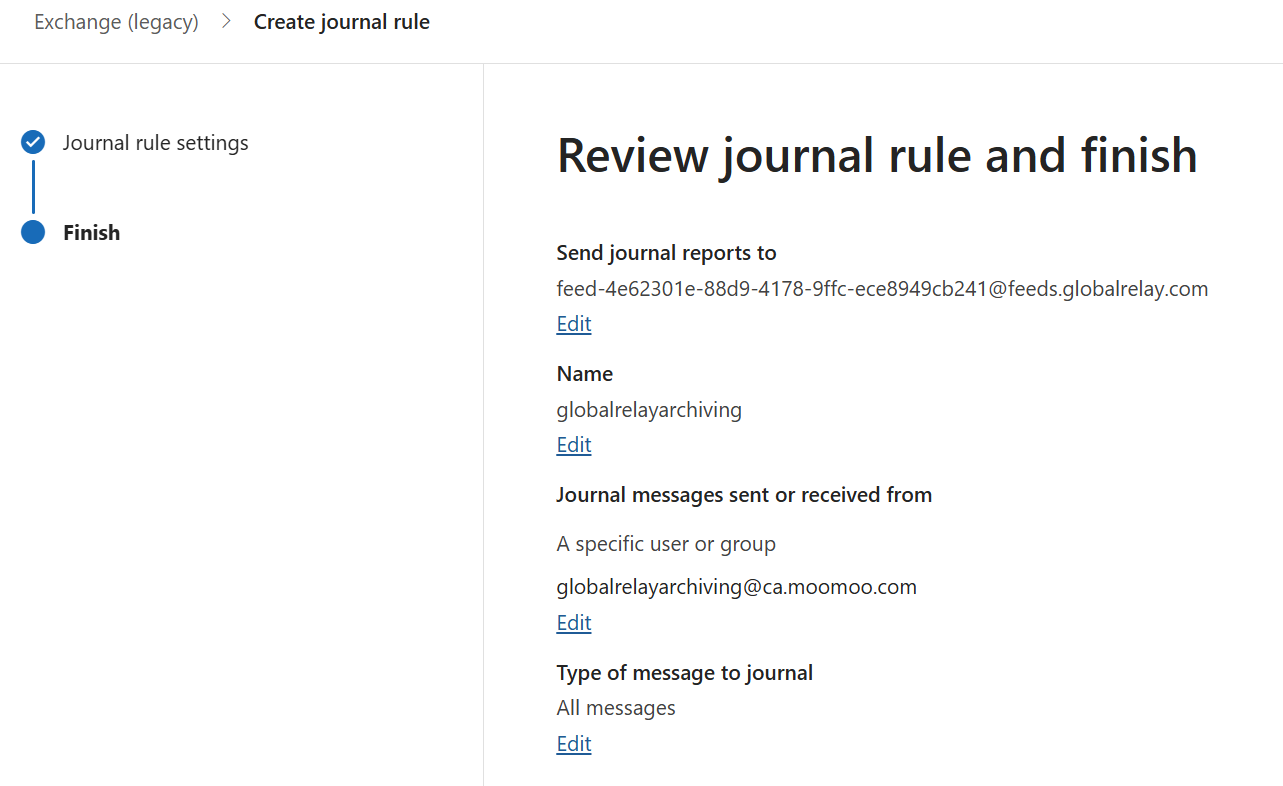 Exchange (legacy) > Create journal rule
Journal rule settings
Finish
Review journal rule and finish
Send journal reports to
feed-4e62301e-88d9-4178-9ffc-ece8949cb241@feeds.globalrelay.com
Edit
Name
globalrelayarchiving
Edit
Journal messages sent or received from
A specific user or group
globalrelayarchiving@ca.moomoo.com
Edit
Type of message to journal
All messages
Edit